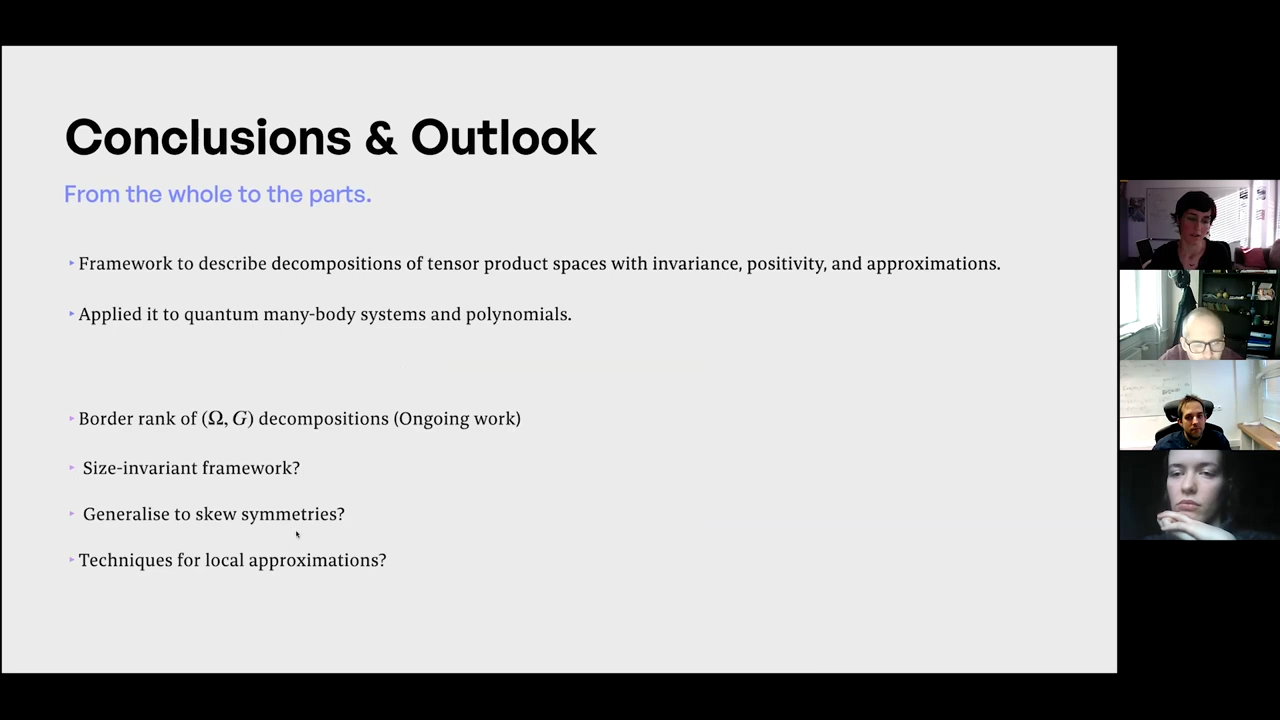 Conclusions & Outlook
From the whole to the parts.
‣Framework to describe decompositions of tensor product spaces with invariance, positivity, and approximations.
‣Applied it to quantum many-body systems and polynomials.
‣Border rank of (Ω, G) decompositions (Ongoing work)
‣ Size-invariant framework?
‣ Generalise to skew symmetries?
‣Techniques for local approximations?